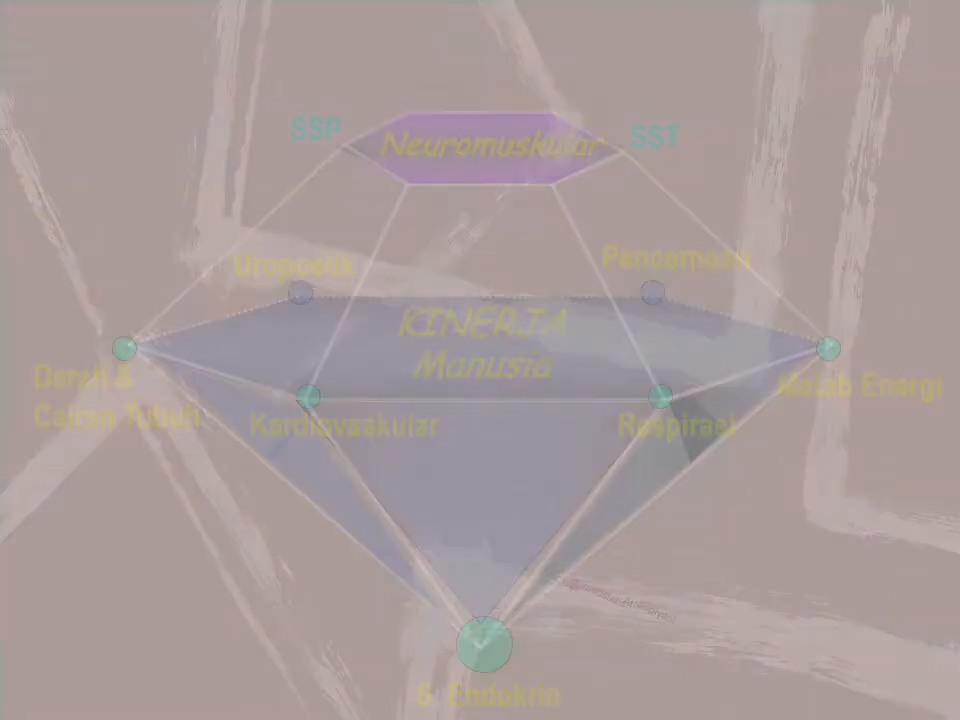 SSP
Neuromuskular
SST
Uropoetik
Pencernaan
KINERJA
Manusia
Darah &
Cairan Tubuh
Metab Energi
Kardiovaskular
Respirasi
S. Endokrin